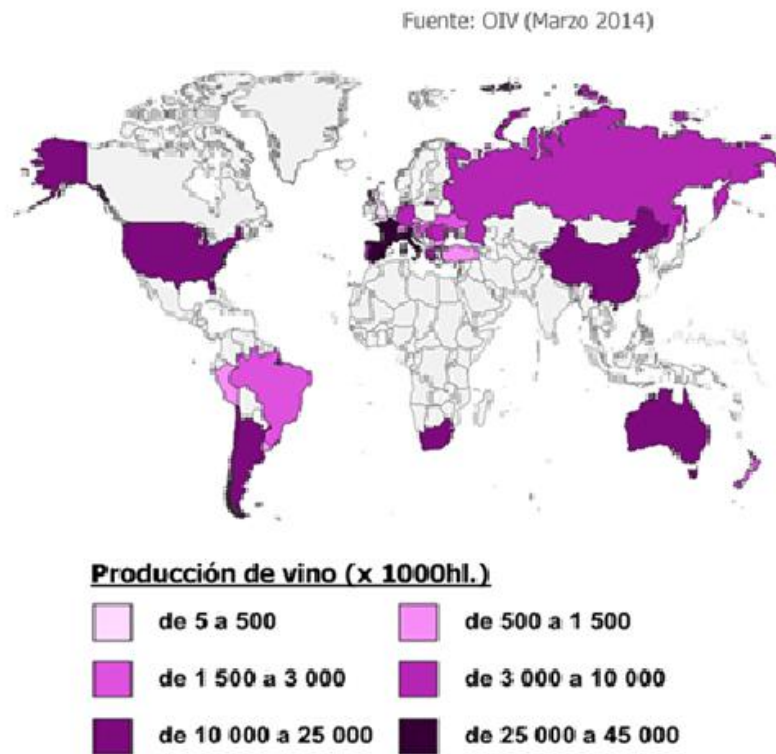 Fuente: OIV (Marzo 2014)
Producción de vino (x 1000hl.)
de 5 a 500
de 500 a 1 500
de 1 500 a 3 000
de 3 000 a 10 000
de 10 000 a 25 000
de 25 000 a 45 000